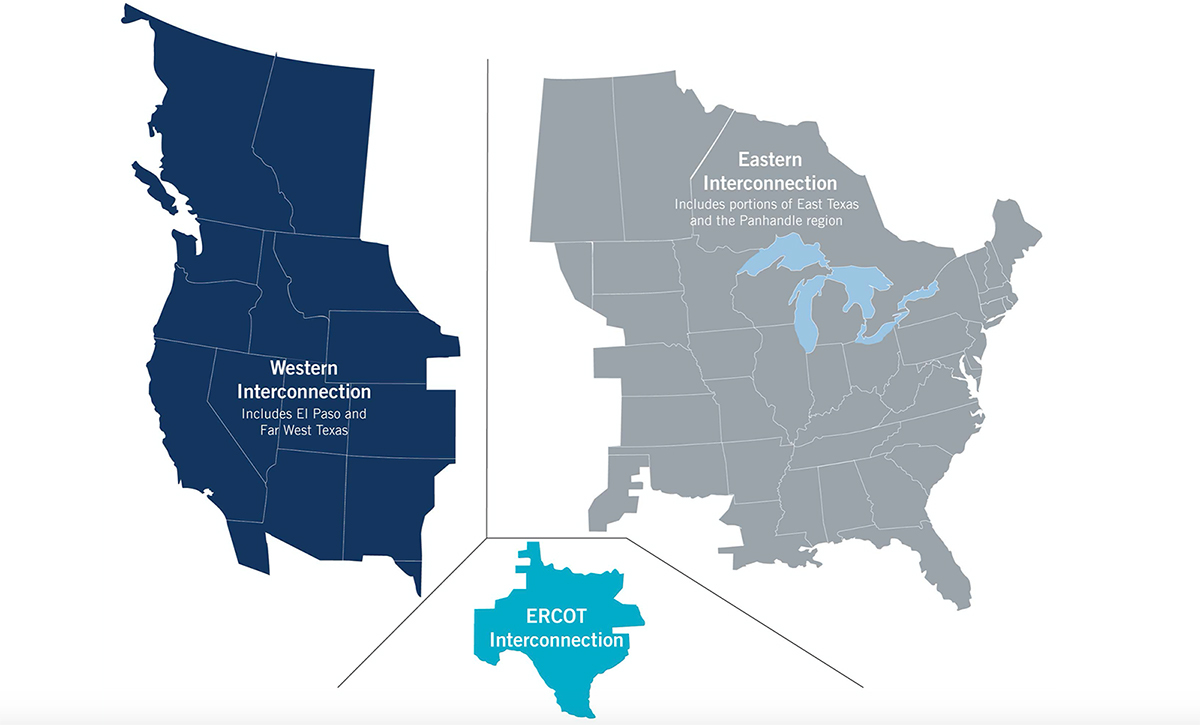 Eastern
Interconnection
Includes portions of East Texas
and the Panhandle region
Western
Interconnection
Includes El Paso and
Far West Texas
ERCOT
Interconnection